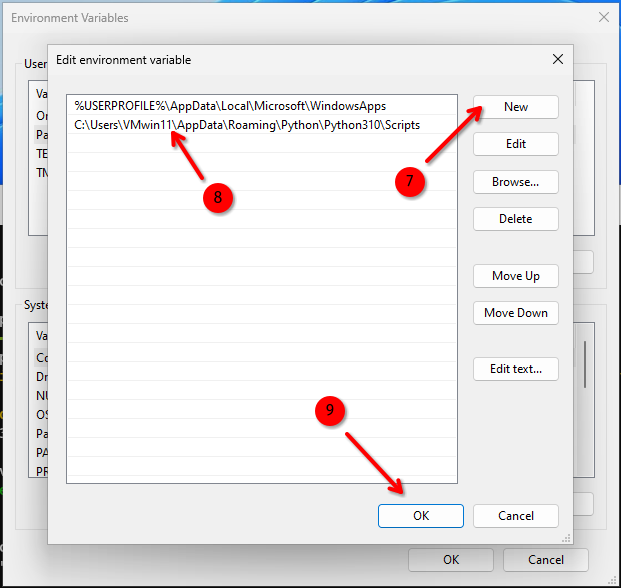 Environment Variables
Edit environment variable
User
Va
On
Pa
TE
TM
%USERPROFILE%\AppData\Local\Microsoft\WindowsApps
C:\Users\VMwin11\AppData\Roaming\Python\Python310\Scripts
New
7
8
Edit
Browse...
Delete
Move Up
Move Down
Edit text...
Syste
Va
Co
Dr
NU
OS
Pa
PA
PR
9
OK
Cancel
OK
Cancel